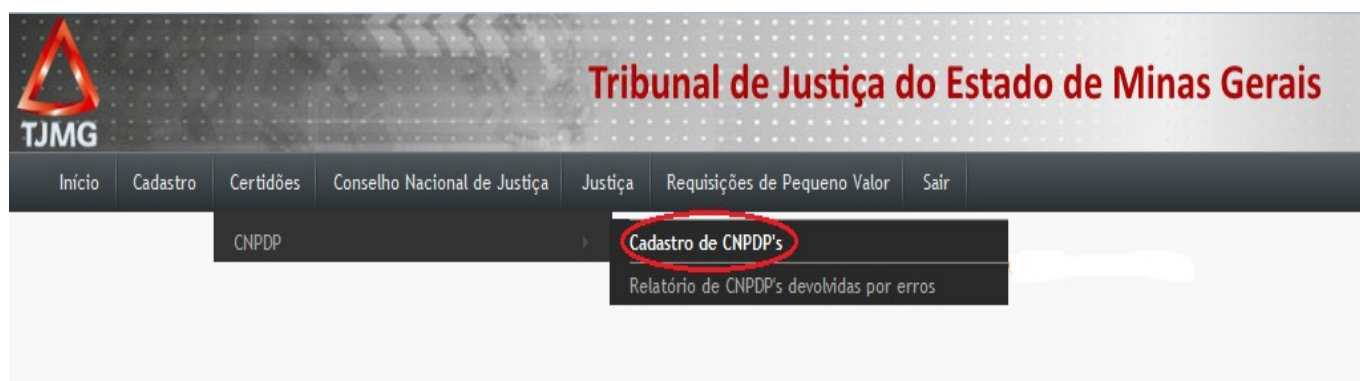 Tribunal de Justiça do Estado de Minas Gerais
TJMG
Início Cadastro Certidões Conselho Nacional de Justiça Justiça Requisições de Pequeno Valor Sair
CNPDP Cadastro de CNPDP's
Relatório de CNPDP's devolvidas por erros